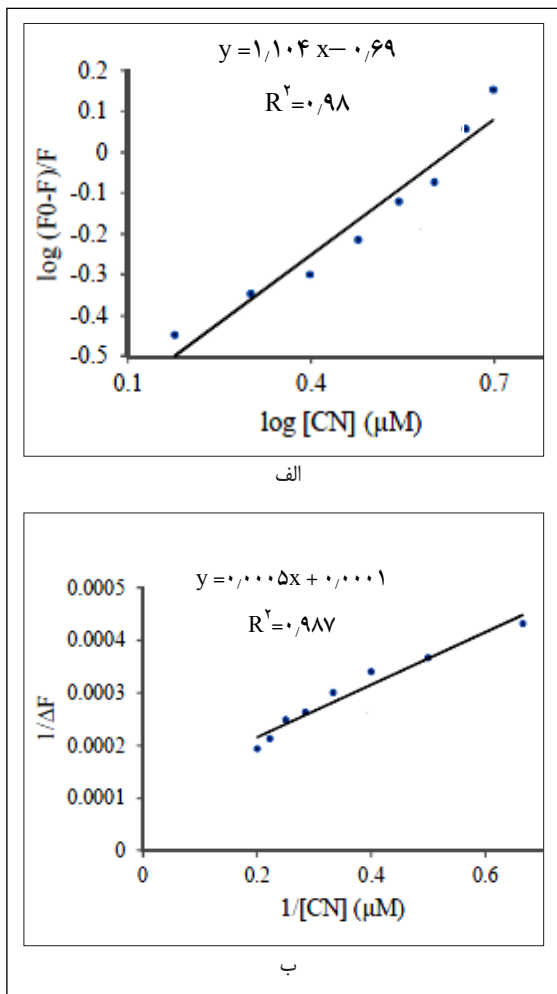 y =۱٫۱۰۴ x− ۰٫۶۹
R۲=۰٫۹۸
0.2
0.1
0
-0.1
-0.2
-0.3
-0.4
-0.5
0.1 0.4 0.7
log (F0-F)/F
log [CN] (µM)
الف
y =۰٫۰۰۰۵x + ۰٫۰۰۰۱
R۲=۰٫۹۸۷
0.0005
0.0004
0.0003
0.0002
0.0001
0
0 0.2 0.4 0.6
1/ΔF
1/[CN] (µM)
ب